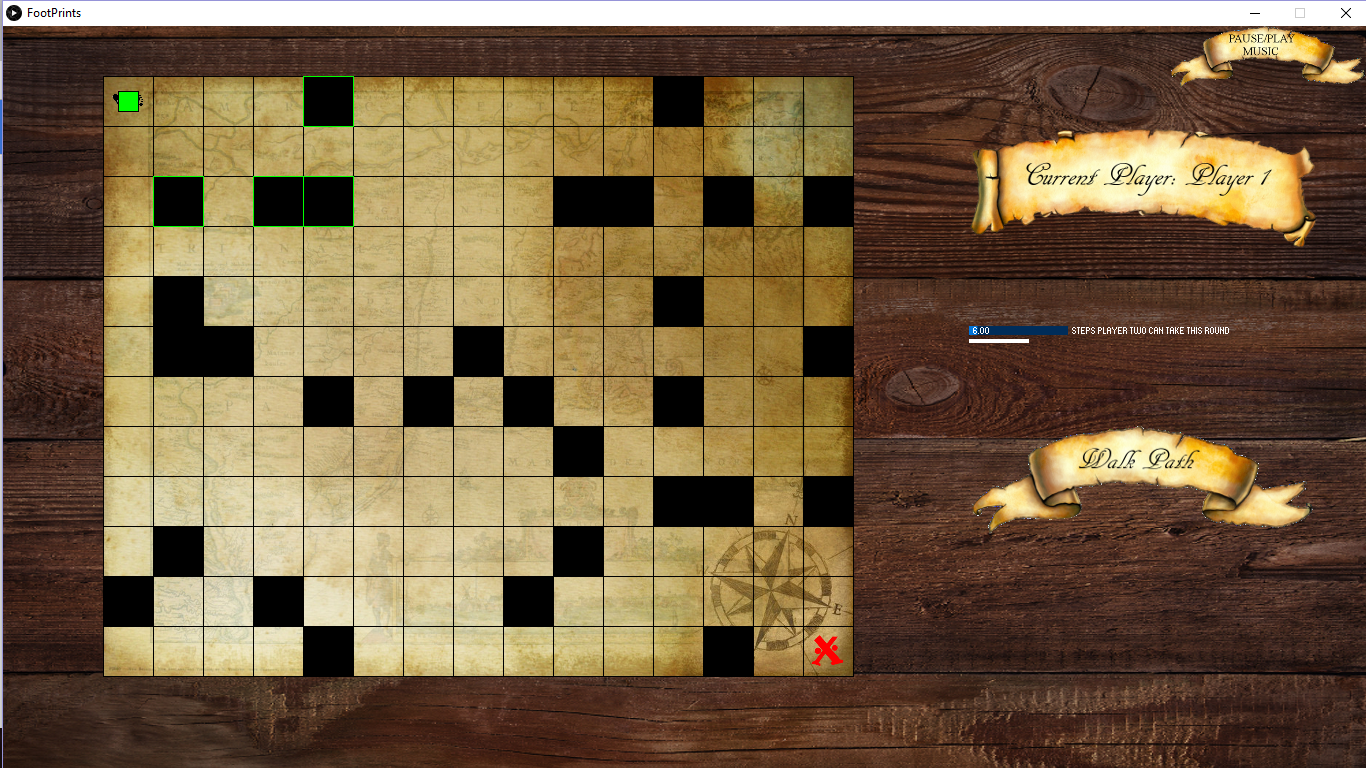 FootPrints
PAUSE/PLAY
MUSIC
Current Player: Player 1
6.00 STEPS PLAYER TWO CAN TAKE THIS ROUND
Walk Path
N
E